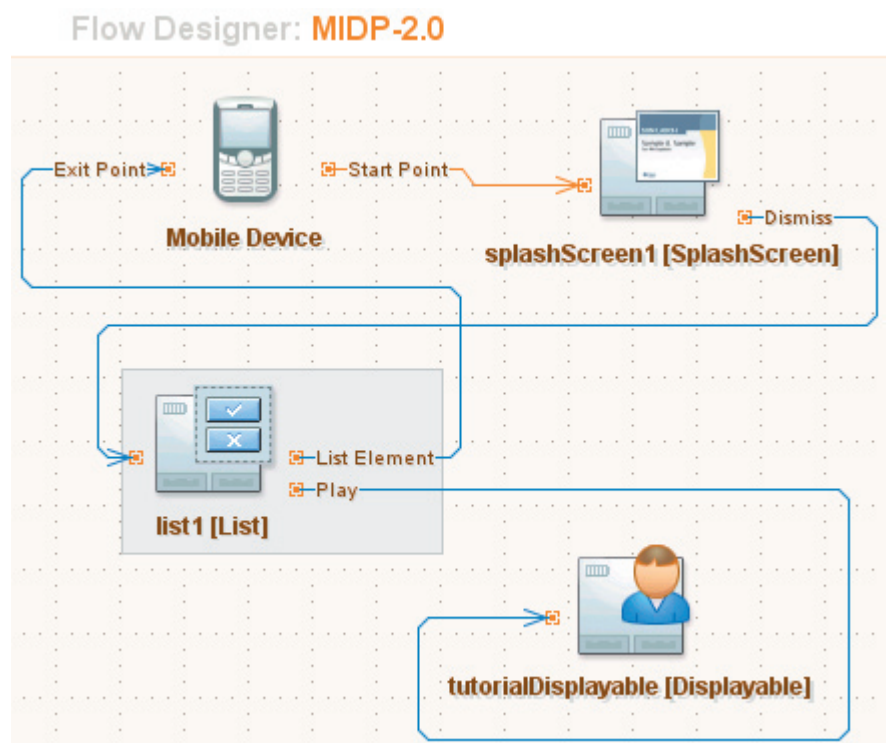 Flow Designer: MIDP-2.0
Exit Point
Start Point
Mobile Device
Dismiss
splashScreen1 [SplashScreen]
List Element
Play
list1 [List]
tutorialDisplayable [Displayable]